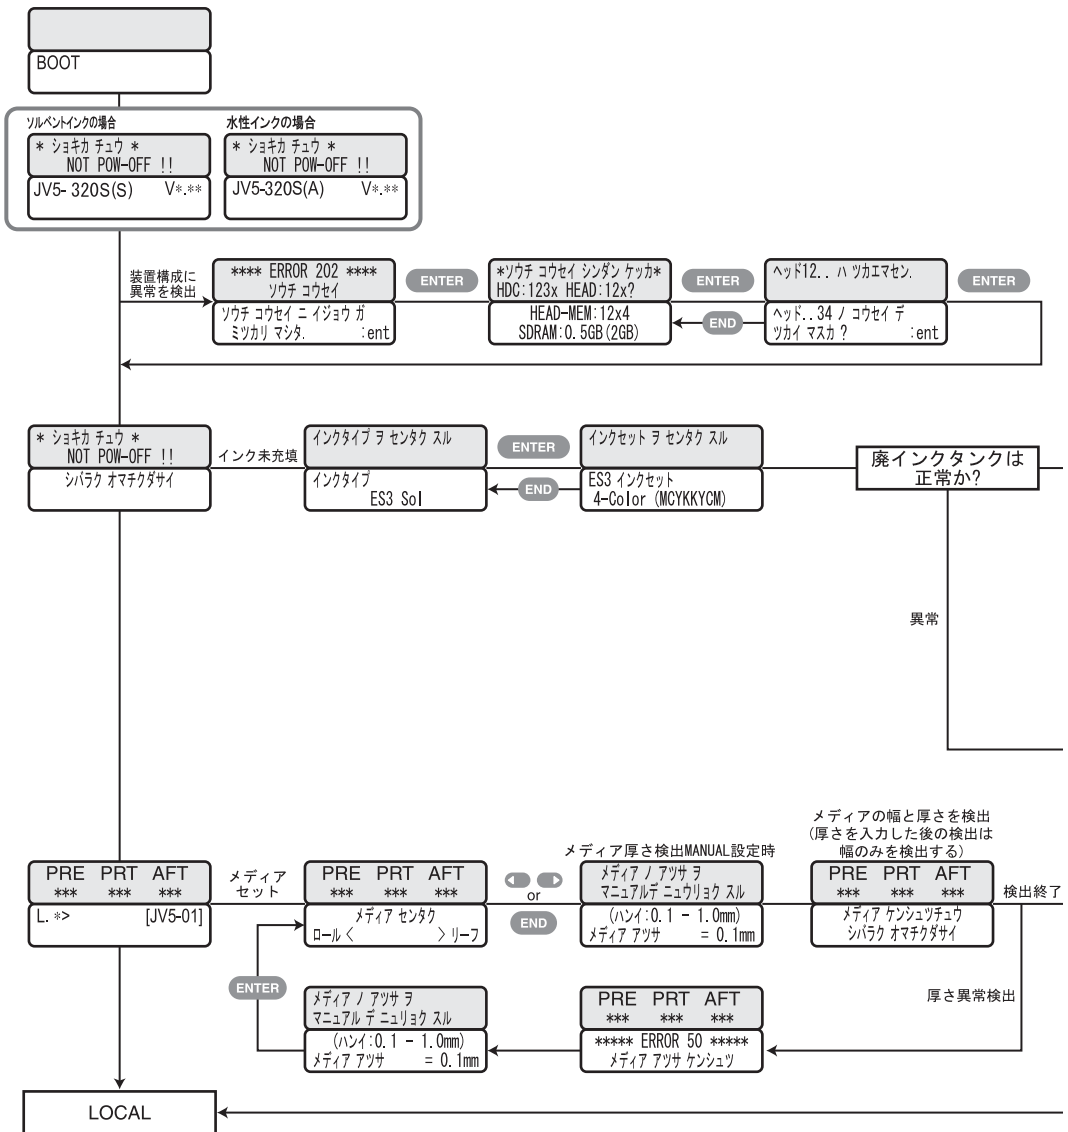 BOOT
ソルベントインクの場合
* ショキカ チュウ *
NOT POW-OFF !!
JV5- 320S(S) V*.**
水性インクの場合
* ショキカ チュウ *
NOT POW-OFF !!
JV5-320S(A) V*.**
装置構成に
異常を検出
**** ERROR 202 ****
ソウチ コウセイ
ソウチ コウセイ ニ イジョウ ガ
ミツカリ マシタ. :ent
ENTER
*ソウチ コウセイ シンダン ケッカ*
HDC:123x HEAD:12x?
HEAD-MEM:12x4
SDRAM:0.5GB(2GB)
ENTER
END
ヘッド12.. ハ ツカエマセン.
ヘッド..34 ノ コウセイ デ
ツカイ マスカ ? :ent
ENTER
* ショキカ チュウ *
NOT POW-OFF !!
シバラク オマチクダサイ
インク未充填
インクタイプ ヲ センタク スル
インクタイプ
ES3 Sol
ENTER
END
インクセット ヲ センタク スル
ES3 インクセット
4-Color (MCYKKYCM)
廃インクタンクは
正常か?
異常
PRE PRT AFT
*** *** ***
L. *> [JV5-01]
メディア
セット
PRE PRT AFT
*** *** ***
メディア センタク
ロール < > リーフ
or
END
メディア厚さ検出MANUAL設定時
メディア ノ アツサ ヲ
マニュアルデ ニュウリョク スル
(ハンイ:0.1 - 1.0mm)
メディア アツサ = 0.1mm
メディアの幅と厚さを検出
(厚さを入力した後の検出は
幅のみを検出する)
PRE PRT AFT
*** *** ***
メディア ケンシュツチュウ
シバラク オマチクダサイ
検出終了
ENTER
メディア ノ アツサ ヲ
マニュアル デ ニュリョク スル
(ハンイ:0.1 - 1.0mm)
メディア アツサ = 0.1mm
PRE PRT AFT
*** *** ***
***** ERROR 50 *****
メディア アツサ ケンシュツ
厚さ異常検出
LOCAL